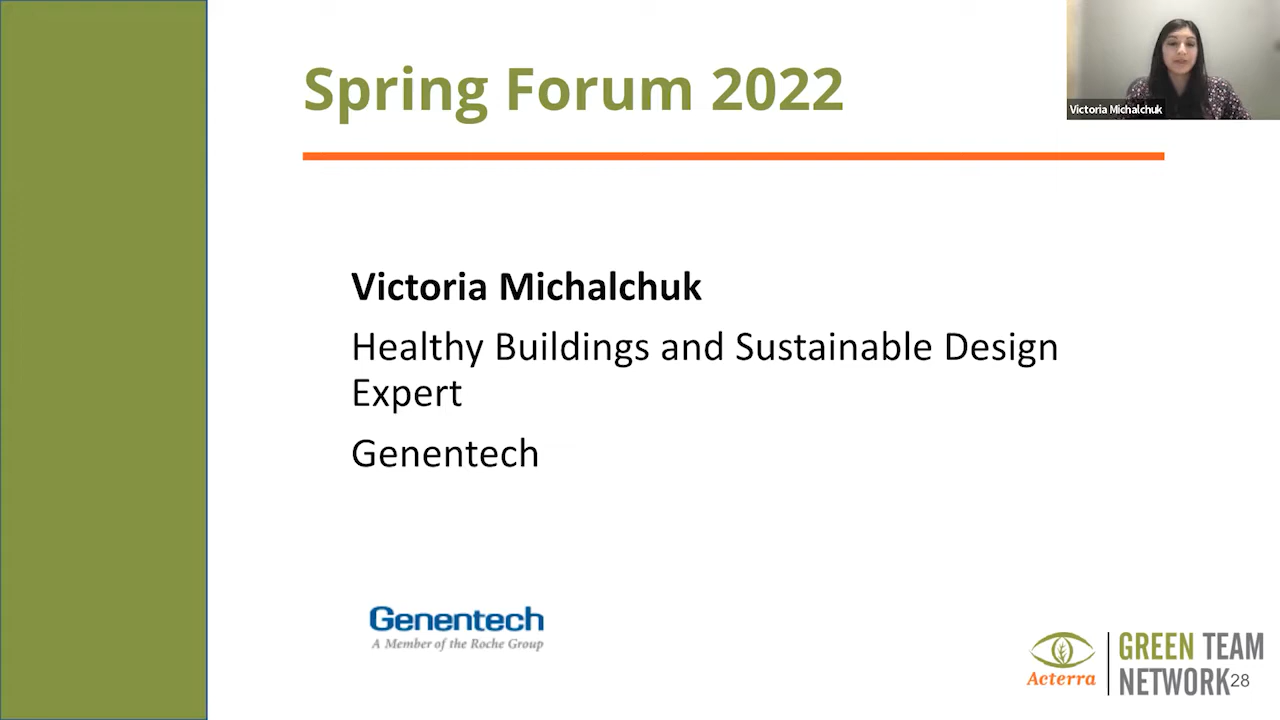 Spring Forum 2022
Victoria Michalchuk
Victoria Michalchuk
Healthy Buildings and Sustainable Design
Expert
Genentech
Genentech
A Member of the Roche Group
Acterra
GREEN TEAM
NETWORK
28